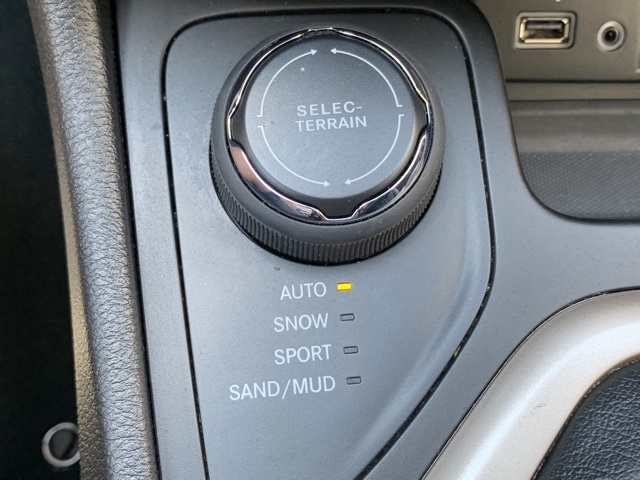 SELEC-
TERRAIN
AUTO
SNOW
SPORT
SAND/MUD